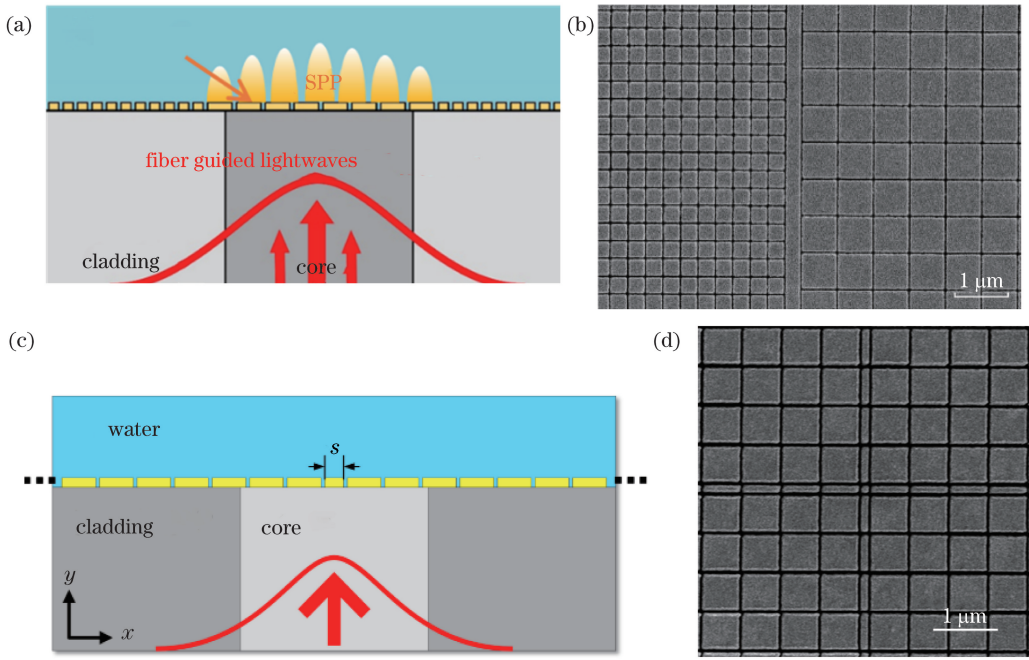 (a)
SPP
fiber guided lightwaves
cladding
core
(b)
1 μm
(c)
water
s
cladding
core
y
x
(d)
1 μm